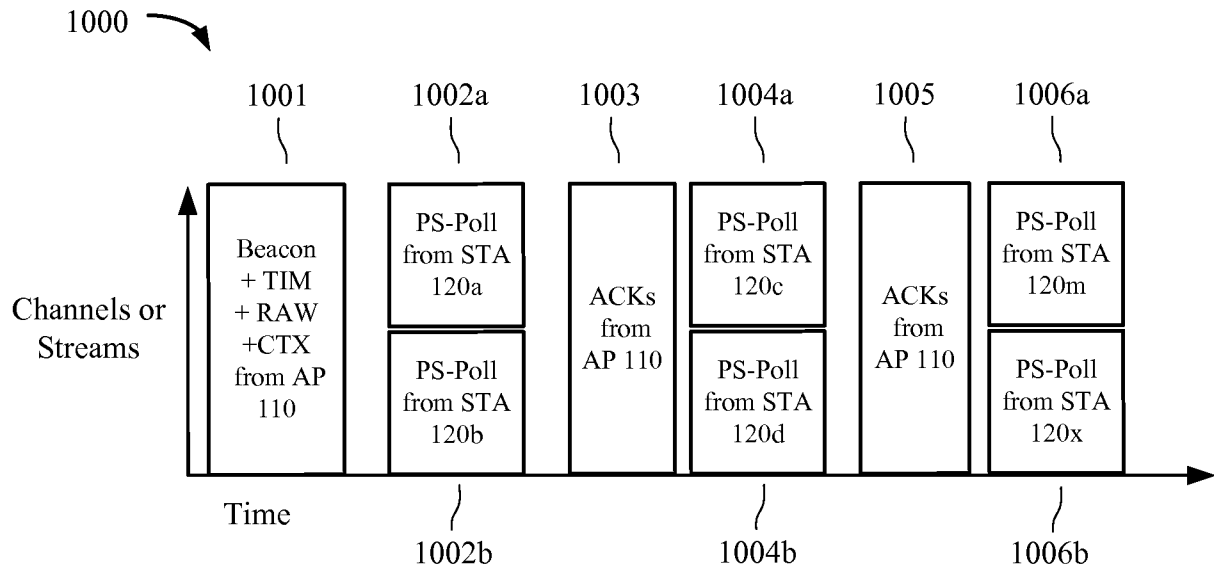 1000
1001
1002a
1003
1004a
1005
1006a
Channels or
Streams
Beacon
+ TIM
+ RAW
+CTX
from AP
110
PS-Poll
from STA
120a
PS-Poll
from STA
120b
ACKs
from
AP 110
PS-Poll
from STA
120c
PS-Poll
from STA
120d
ACKs
from
AP 110
PS-Poll
from STA
120m
PS-Poll
from STA
120x
Time
1002b
1004b
1006b